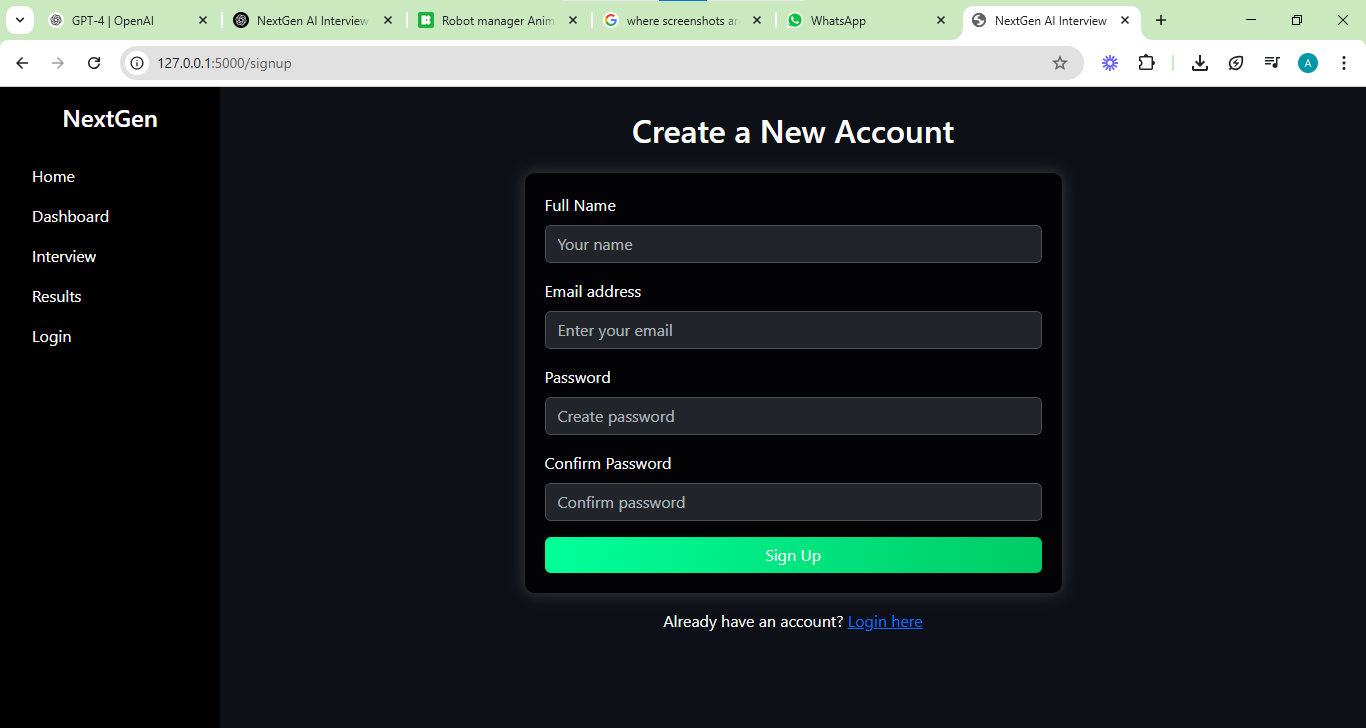 GPT-4 | OpenAI
NextGen AI Interview
Robot manager Anim
where screenshots are
WhatsApp
NextGen AI Interview
127.0.0.1:5000/signup
A
NextGen
Home
Dashboard
Interview
Results
Login
Create a New Account
Full Name
Your name
Email address
Enter your email
Password
Create password
Confirm Password
Confirm password
Sign Up
Already have an account? Login here